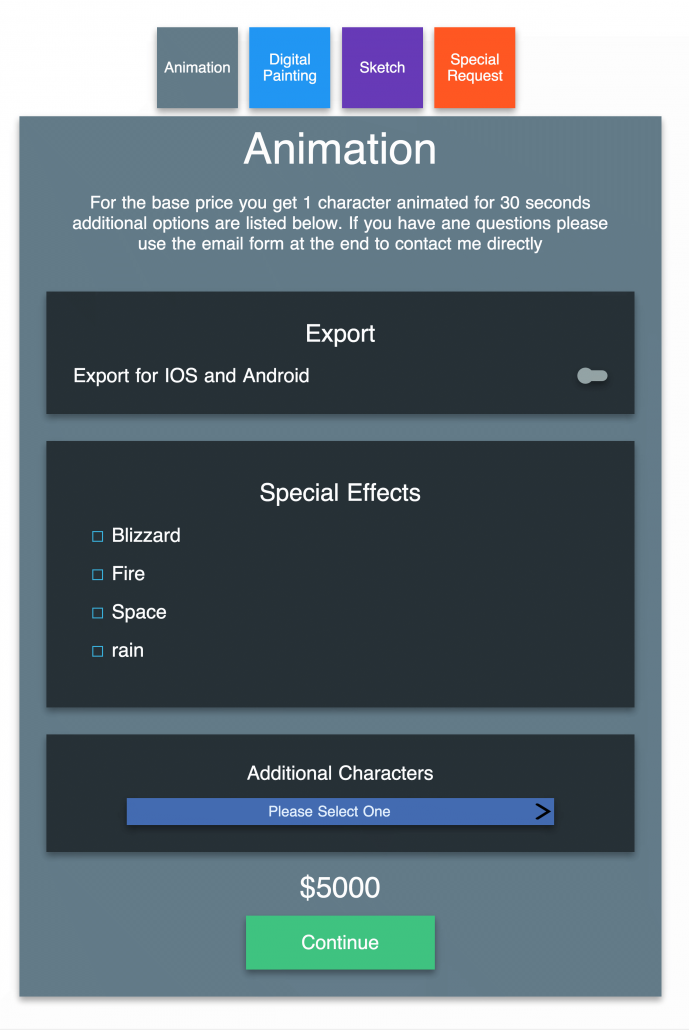 Animation
Digital
Painting
Sketch
Special
Request
Animation
For the base price you get 1 character animated for 30 seconds
additional options are listed below. If you have ane questions please
use the email form at the end to contact me directly
Export
Export for IOS and Android
Special Effects
Blizzard
Fire
Space
rain
Additional Characters
Please Select One
$5000
Continue